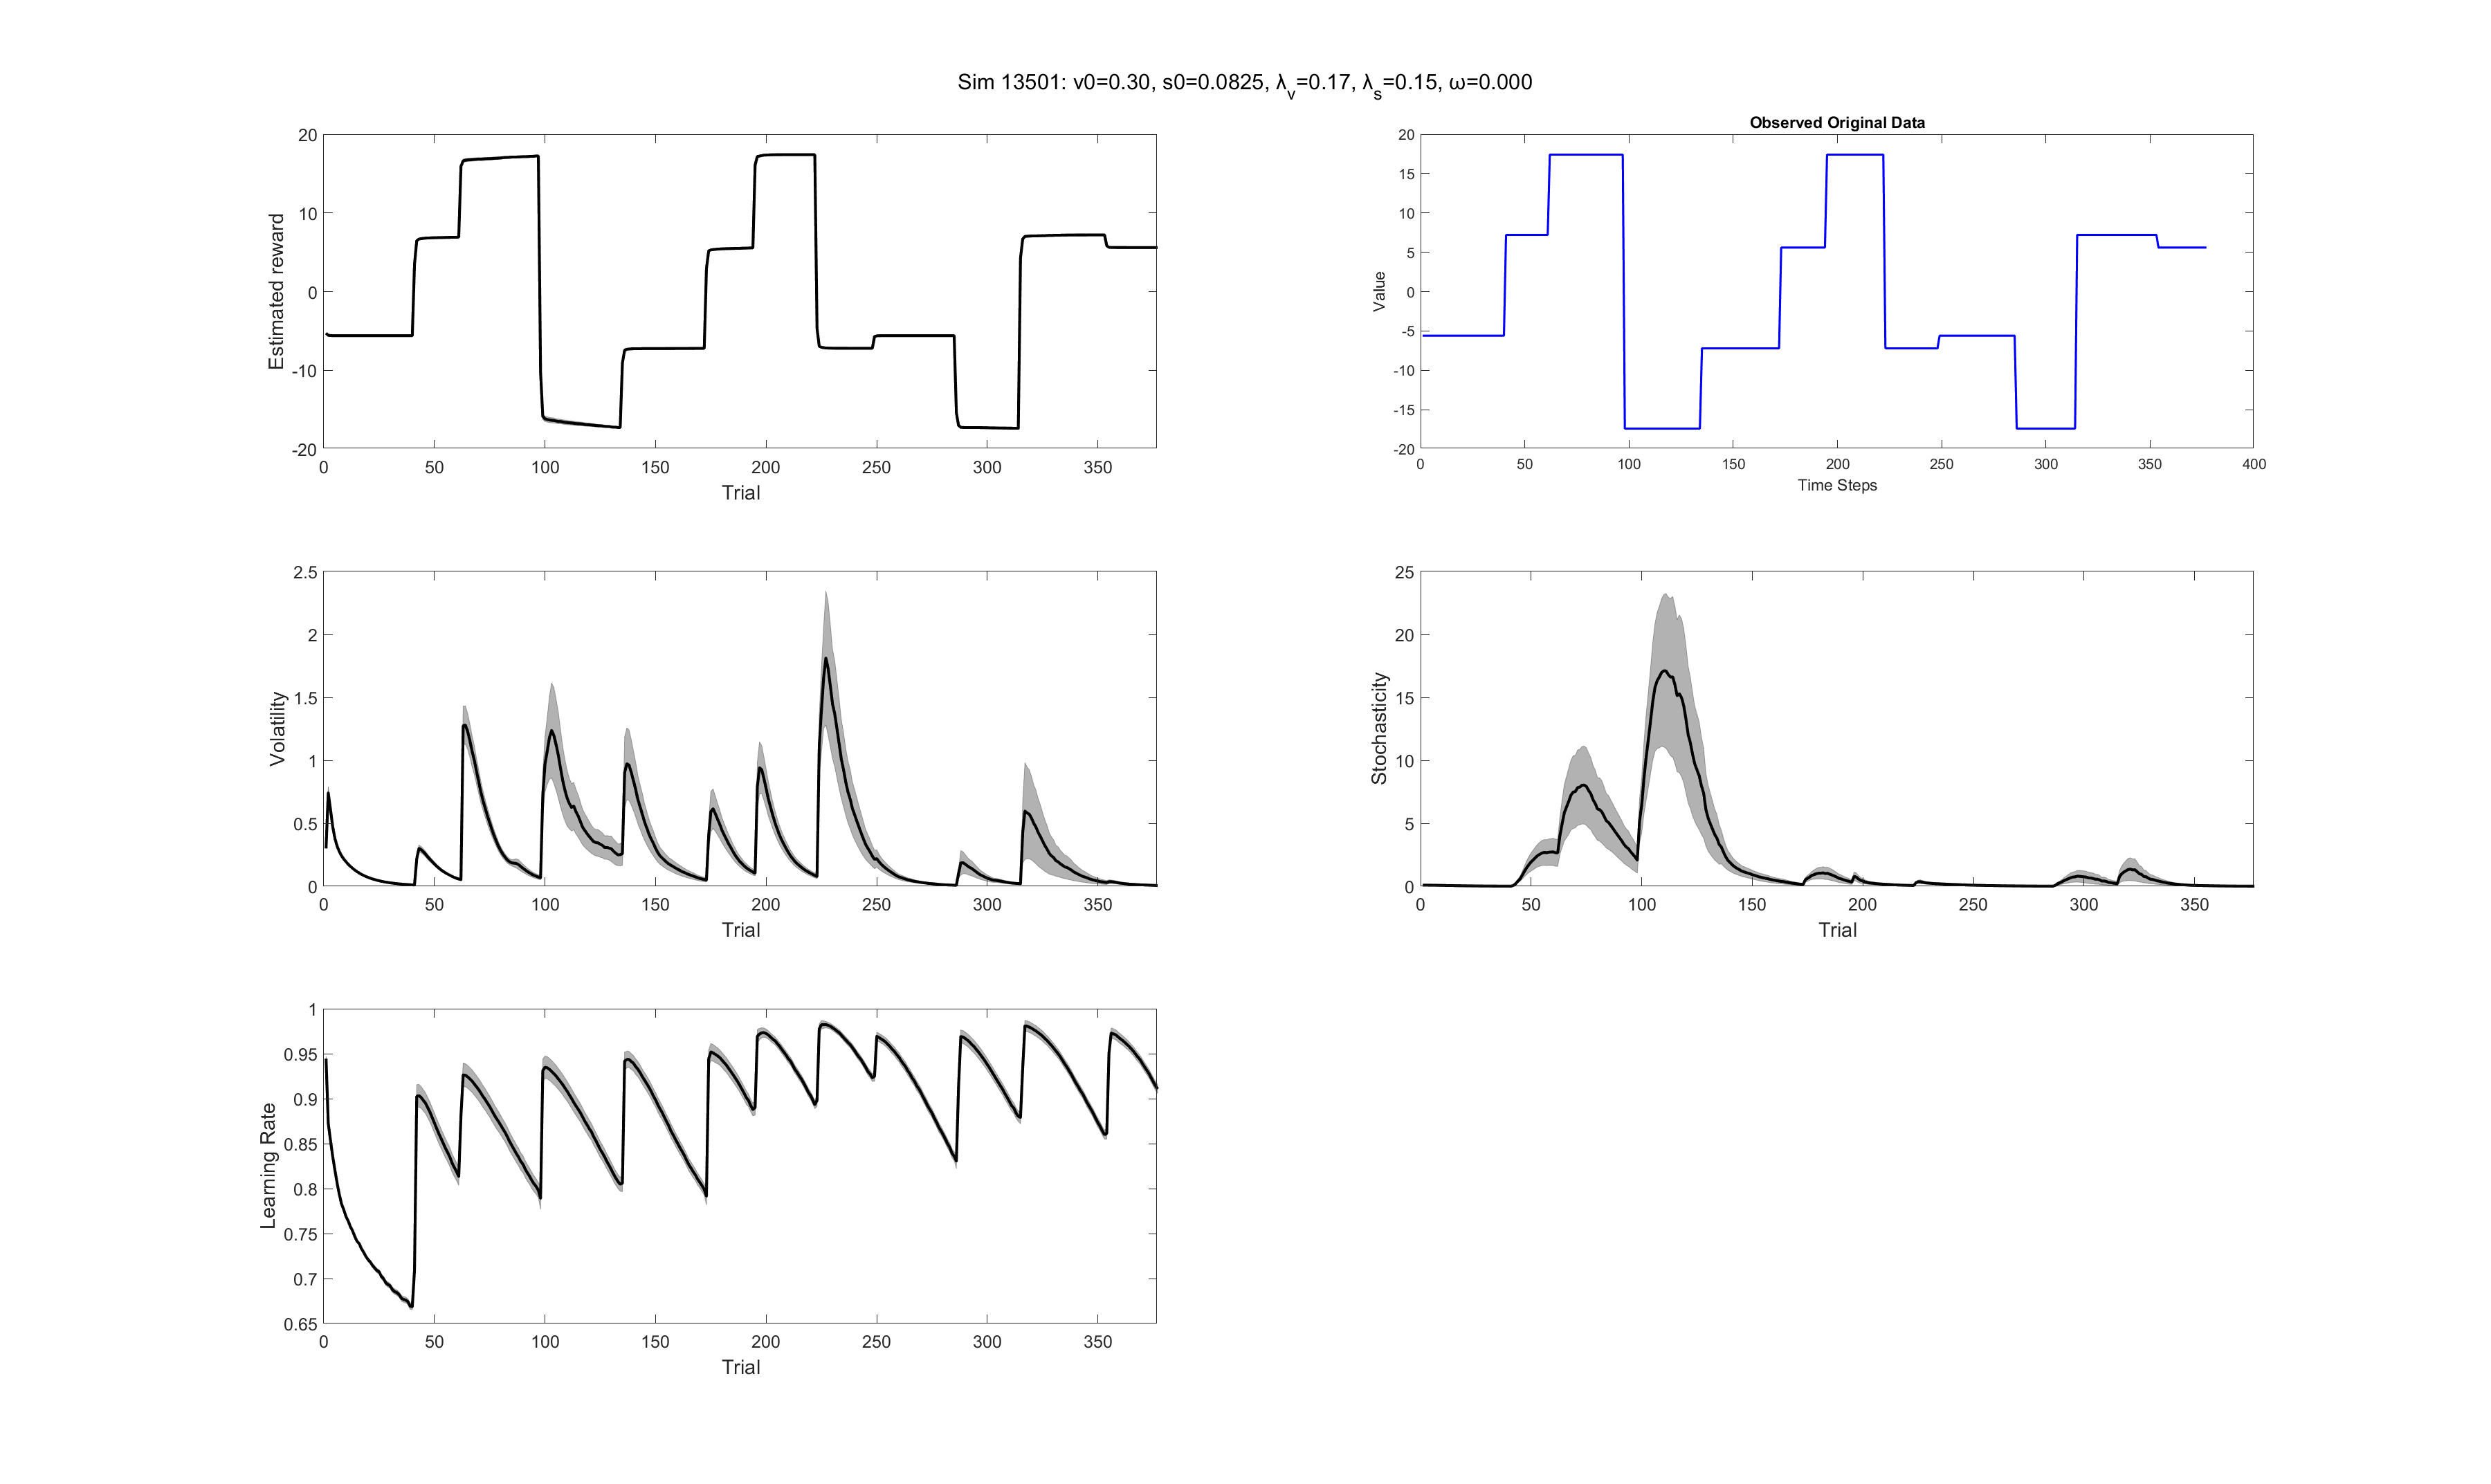 Sim 13501: v0=0.30, s0=0.0825, λv=0.17, λs=0.15, ω=0.000
Estimated reward
20
10
0
-10
-20
0 50 100 150 200 250 300 350
Trial
Observed Original Data
Value
20
15
10
5
0
-5
-10
-15
-20
0 50 100 150 200 250 300 350 400
Time Steps
Volatility
2.5
2
1.5
1
0.5
0
0 50 100 150 200 250 300 350
Trial
Stochasticity
25
20
15
10
5
0
0 50 100 150 200 250 300 350
Trial
Learning Rate
1
0.95
0.9
0.85
0.8
0.75
0.7
0.65
0 50 100 150 200 250 300 350
Trial